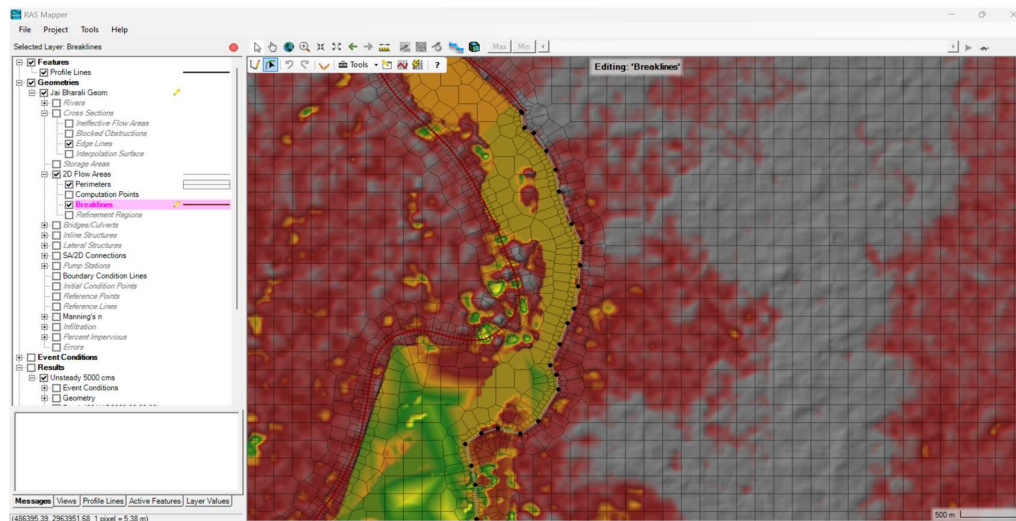 RAS Mapper
File Project Tools Help
Selected Layer: Breaklines
Max Min
Features
Profile Lines
Geometries
Jai Bharali Geom
Rivers
Cross Sections
Ineffective Flow Areas
Blocked Obstructions
Edge Lines
Interpolation Surface
Storage Areas
2D Flow Areas
Perimeters
Computation Points
Breaklines
Refinement Regions
Bridges/Culverts
Inline Structures
Lateral Structures
SA/2D Connections
Pump Stations
Boundary Condition Lines
Initial Condition Points
Reference Points
Reference Lines
Manning's n
Infiltration
Percent Impervious
Errors
Event Conditions
Results
Unsteady 5000 cms
Event Conditions
Geometry
Tools ?
Editing: 'Breaklines'
500 m
Messages Views Profile Lines Active Features Layer Values
(486395.39, 2963951.68 1 pixel = 5.38 m)